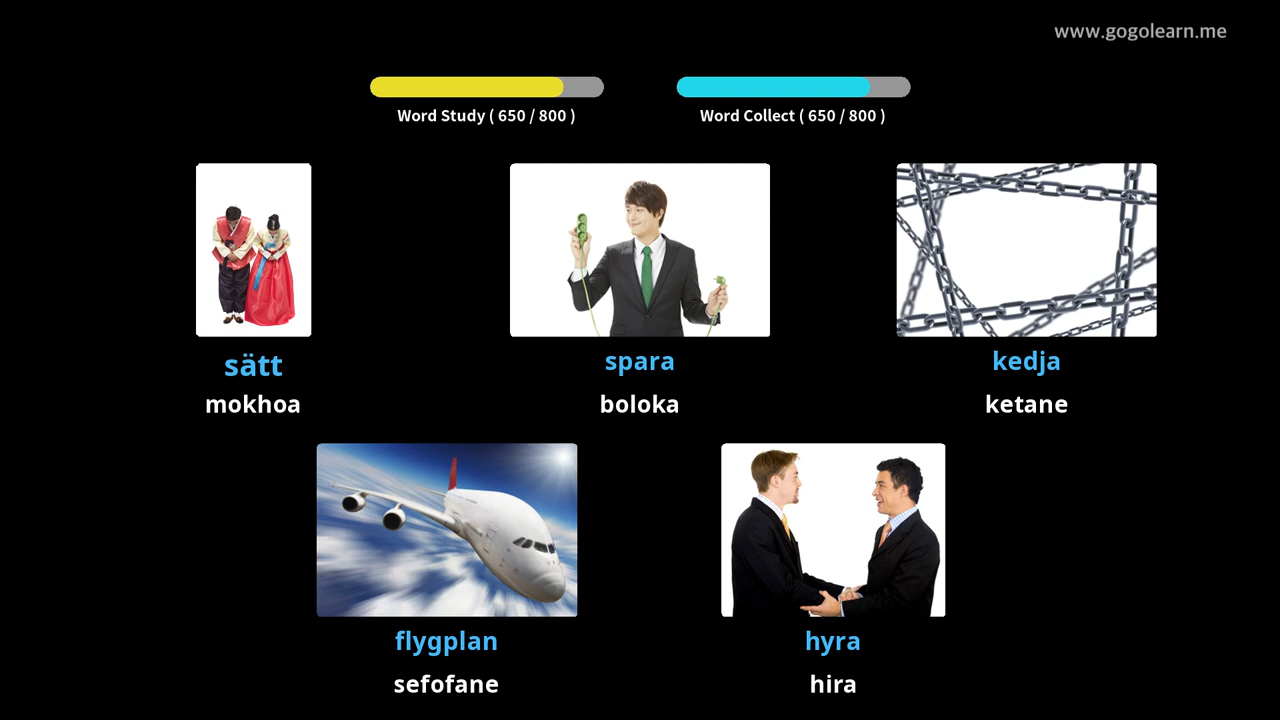 www.gogolearn.me
Word Study ( 650 / 800 )
Word Collect ( 650 / 800 )
sätt
mokhoa
spara
boloka
kedja
ketane
flygplan
sefofane
hyra
hira